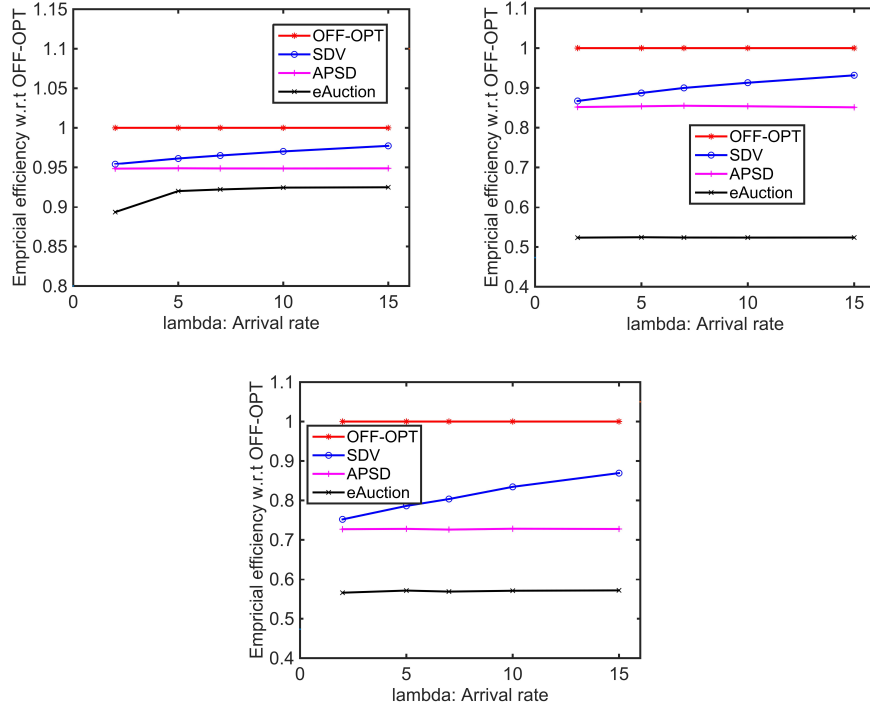 1.15
1.1
1.05
1
0.95
0.9
0.85
0.8
0
5
10
15
Empricial efficiency w.r.t OFF-OPT
lambda: Arrival rate
OFF-OPT
SDV
APSD
eAuction
1.1
1
0.9
0.8
0.7
0.6
0.5
0.4
0
5
10
15
Empricial efficiency w.r.t OFF-OPT
lambda: Arrival rate
OFF-OPT
SDV
APSD
eAuction
1.1
1
0.9
0.8
0.7
0.6
0.5
0.4
0
5
10
15
Empricial efficiency w.r.t OFF-OPT
lambda: Arrival rate
OFF-OPT
SDV
APSD
eAuction